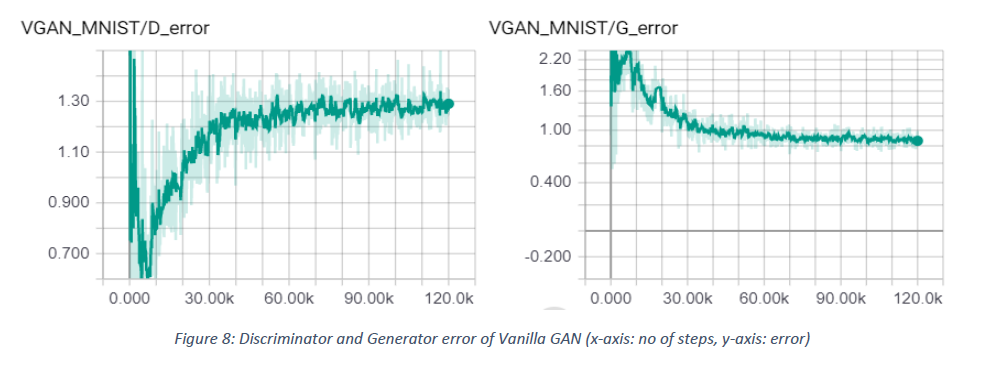 VGAN_MNIST/D_error
1.30
1.10
0.900
0.700
0.000 30.00k 60.00k 90.00k 120.0k
VGAN_MNIST/G_error
2.20
1.60
1.00
0.400
-0.200
0.000 30.00k 60.00k 90.00k 120.0k
Figure 8: Discriminator and Generator error of Vanilla GAN (x-axis: no of steps, y-axis: error)